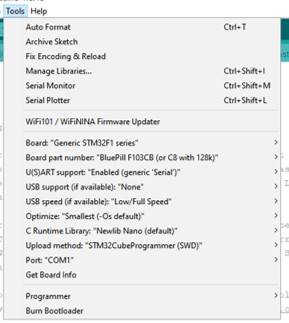 Tools Help
Auto Format Ctrl+T
Archive Sketch
Fix Encoding & Reload
Manage Libraries... Ctrl+Shift+I
Serial Monitor Ctrl+Shift+M
Serial Plotter Ctrl+Shift+L
WiFi101 / WiFiNINA Firmware Updater
Board: "Generic STM32F1 series"
Board part number: "BluePill F103CB (or C8 with 128k)"
U(S)ART support: "Enabled (generic 'Serial')"
USB support (if available): "None"
USB speed (if available): "Low/Full Speed"
Optimize: "Smallest (-Os default)"
C Runtime Library: "Newlib Nano (default)"
Upload method: "STM32CubeProgrammer (SWD)"
Port: "COM1"
Get Board Info
Programmer
Burn Bootloader